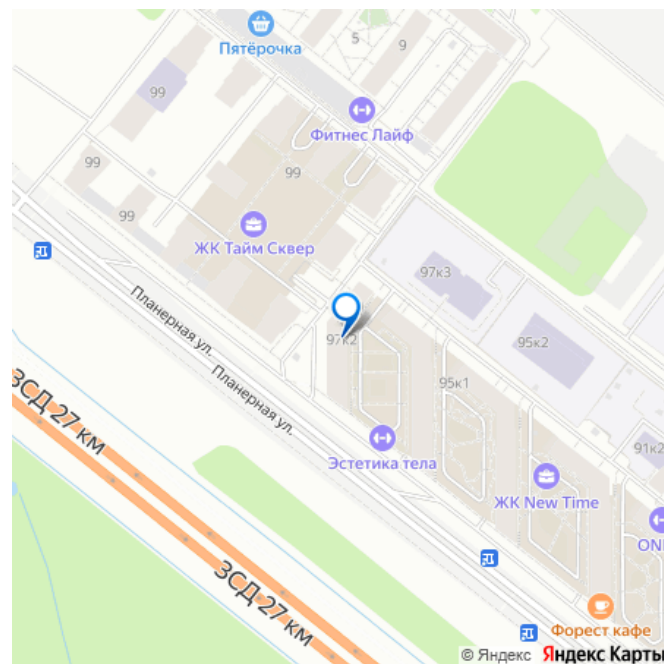 Пятёрочка
5
9
99
Фитнес Лайф
99
99
99
ЖК Тайм Сквер
97к3
Планерная ул.
97к2
95к2
Планерная ул.
95к1
ЗСД 27 км
Эстетика тела
91к2
ЖК New Time
ЗСД 27 км
Форест кафе
© Яндекс Яндекс Карты